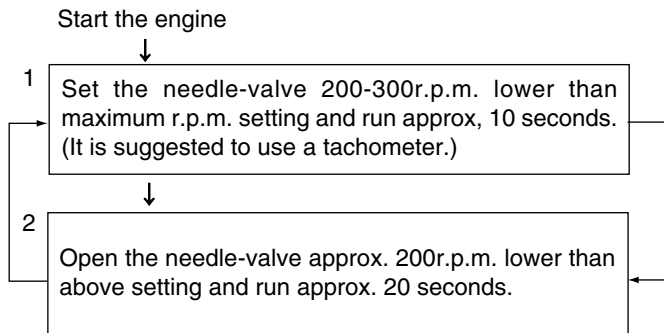 Start the engine
1
Set the needle-valve 200-300r.p.m. lower than
maximum r.p.m. setting and run approx, 10 seconds.
(It is suggested to use a tachometer.)
2
Open the needle-valve approx. 200r.p.m. lower than
above setting and run approx. 20 seconds.